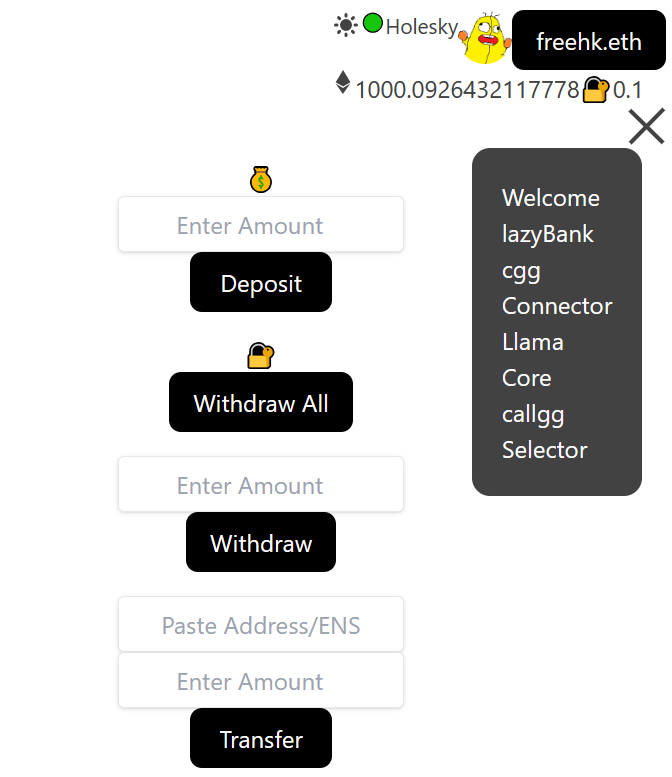 Holesky
freehk.eth
1000.0926432117778 0.1
Enter Amount
Deposit
Withdraw All
Enter Amount
Withdraw
Paste Address/ENS
Enter Amount
Transfer
Welcome
lazyBank
cgg
Connector
Llama
Core
callgg
Selector